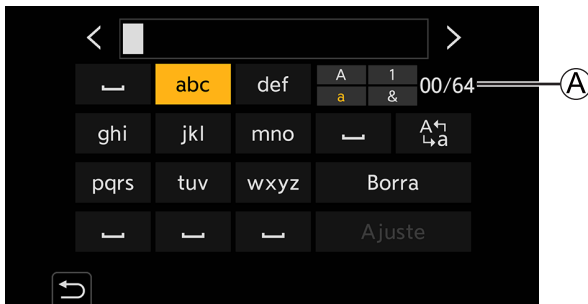 abc def A 1 00/64 A
a &
ghi jkl mno A a
pqrs tuv wxyz Borra
Ajuste